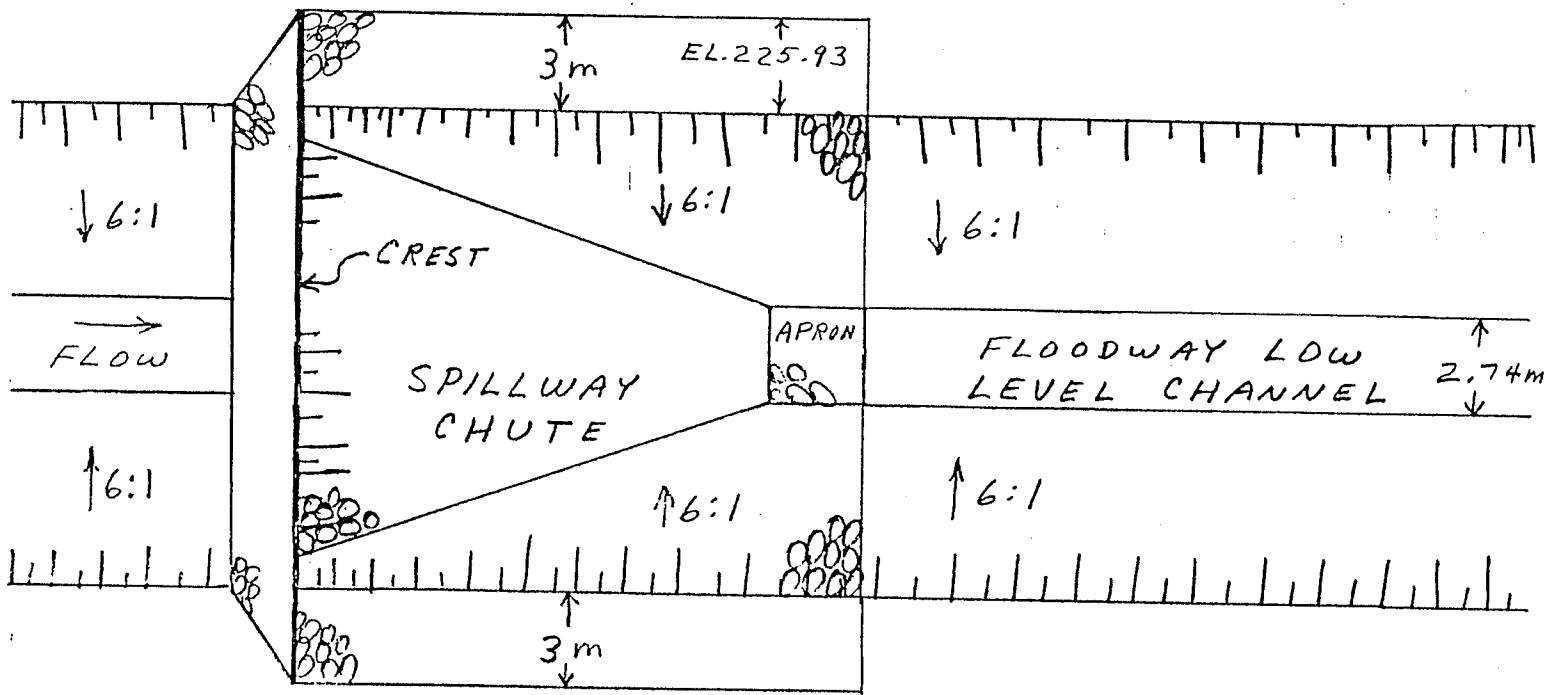 3m
EL.225.93
6:1
6:1
6:1
CREST
FLOW
APRON
FLOODWAY LOW
LEVEL CHANNEL
2.74m
SPILLWAY
CHUTE
6:1
6:1
6:1
3m